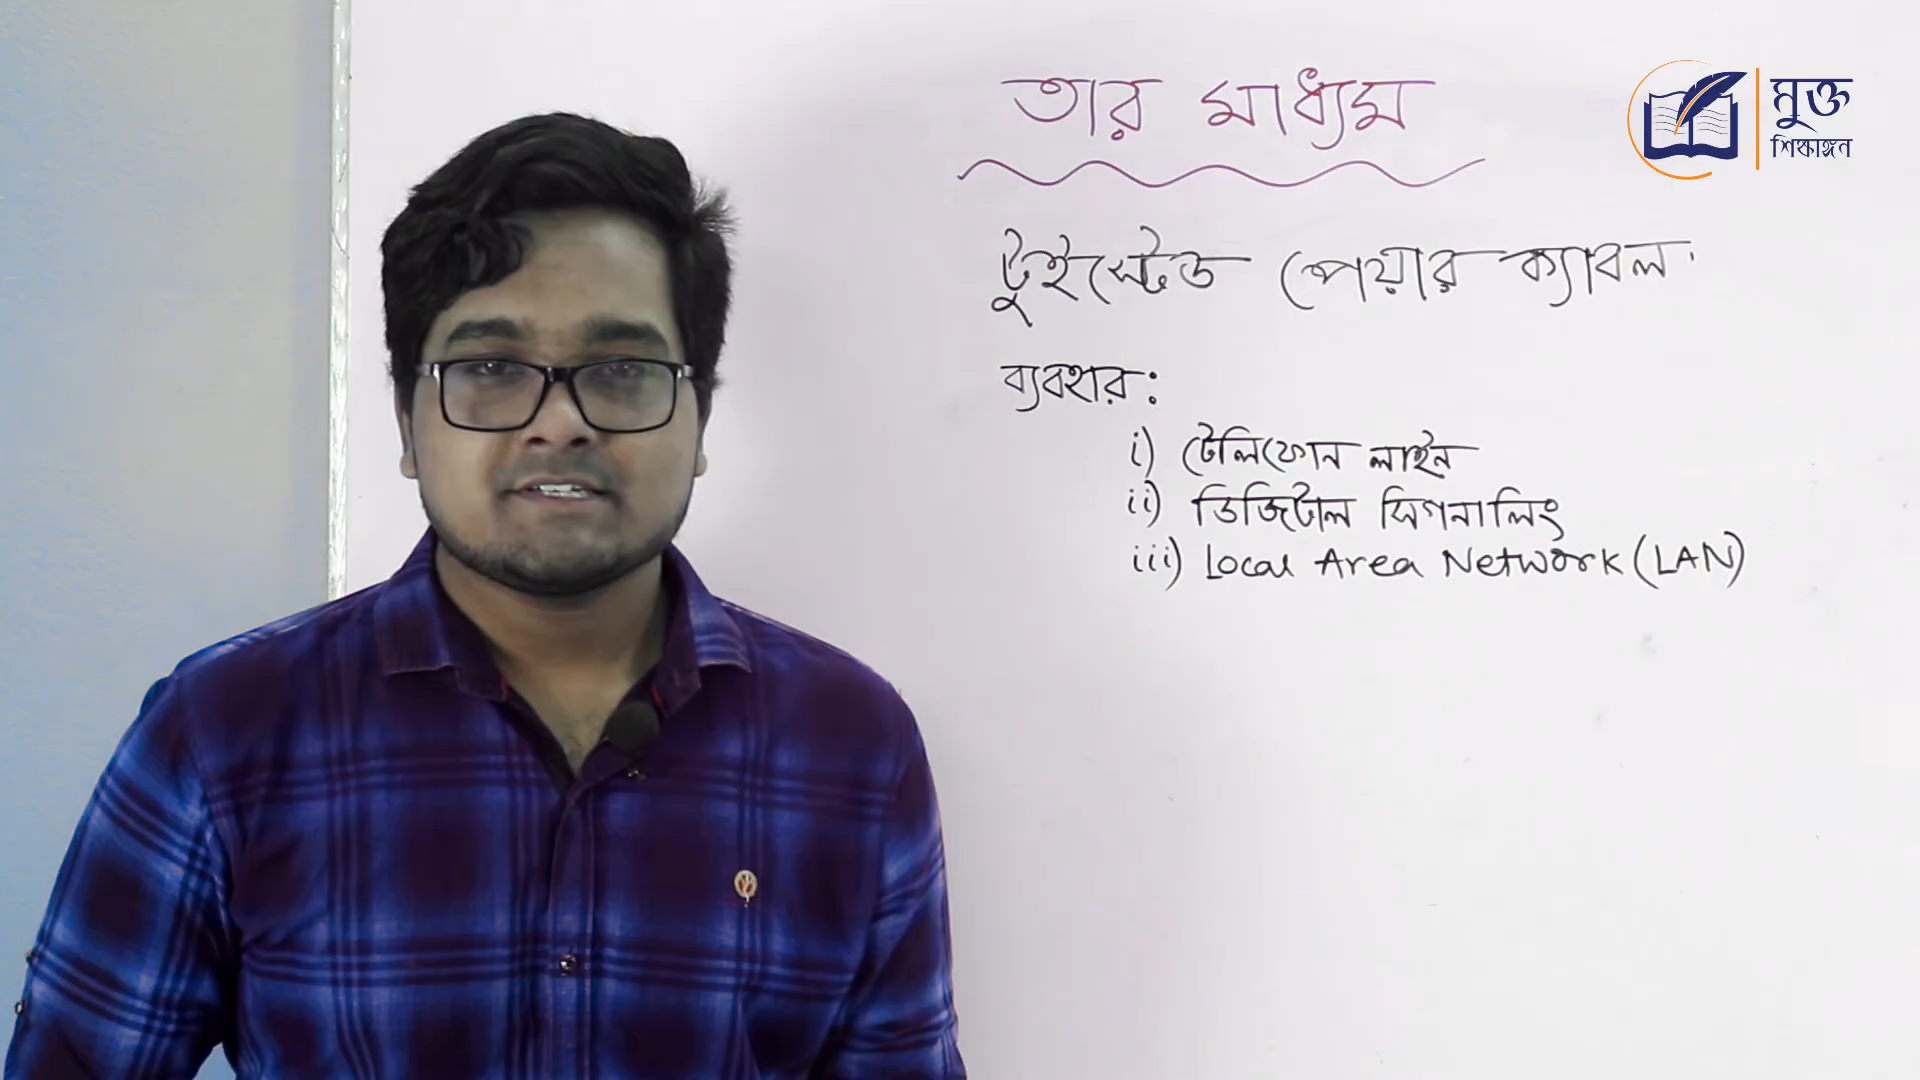 তার মাধ্যম
মুক্ত
শিক্ষাঙ্গন
টুইস্টেড পেয়ার ক্যাবল
ব্যবহার:
i) টেলিফোন লাইন
ii) ডিজিটাল সিগনালিং
iii) Local Area Network (LAN)